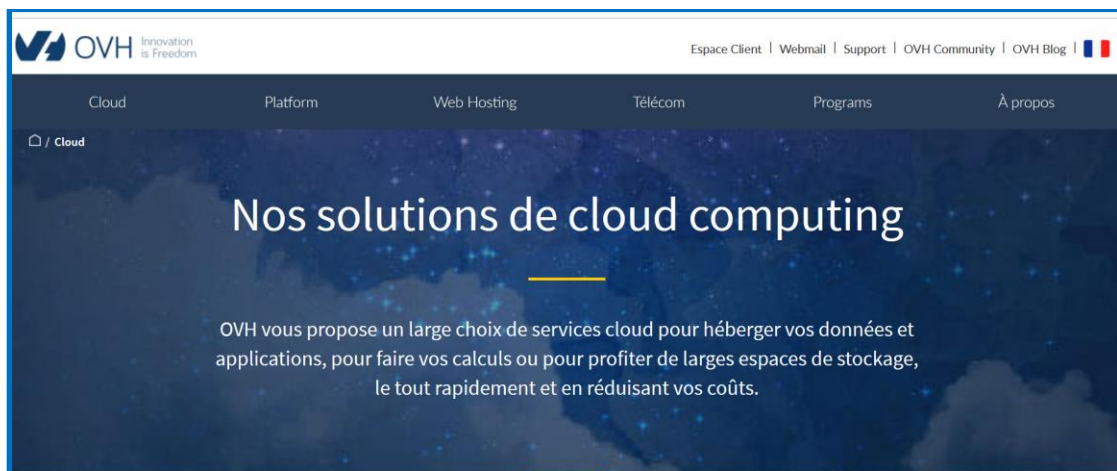 OVH Innovation is Freedom
Espace Client | Webmail | Support | OVH Community | OVH Blog |
Cloud Platform Web Hosting Télécom Programs À propos
/ Cloud
Nos solutions de cloud computing
OVH vous propose un large choix de services cloud pour héberger vos données et
applications, pour faire vos calculs ou pour profiter de larges espaces de stockage,
le tout rapidement et en réduisant vos coûts.